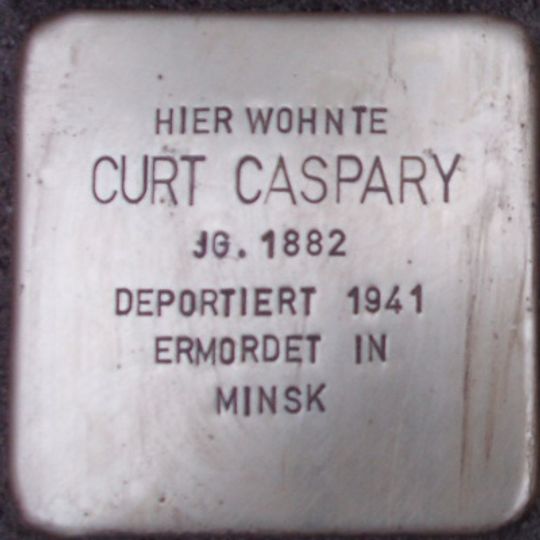 HIER WOHNTE
CURT CASPARY
JG. 1882
DEPORTIERT 1941
ERMORDET IN
MINSK